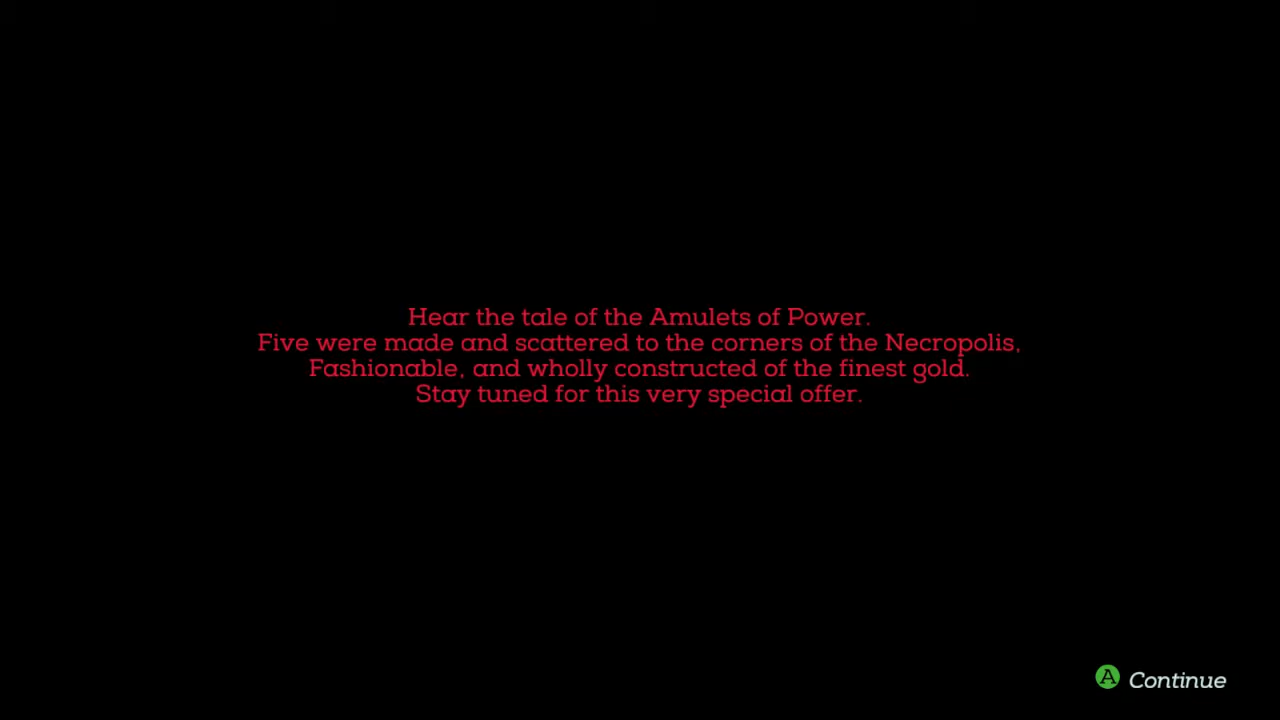 Hear the tale of the Amulets of Power.
Five were made and scattered to the corners of the Necropolis,
Fashionable, and wholly constructed of the finest gold.
Stay tuned for this very special offer.
A Continue